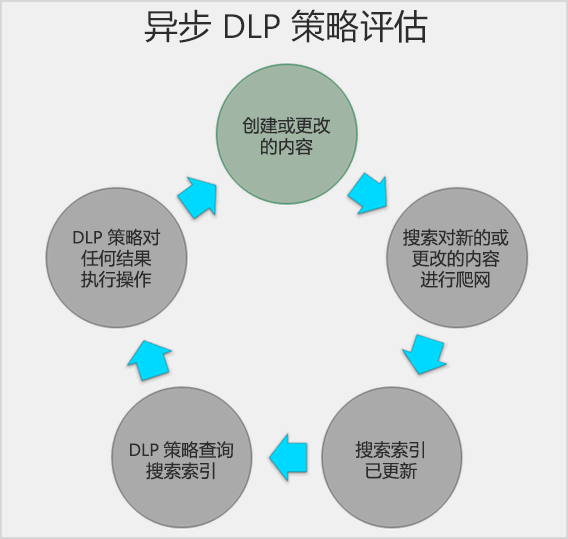 异步 DLP 策略评估
创建或更改
的内容
搜索对新的或
更改的内容
进行爬网
搜索索引
已更新
DLP 策略查询
搜索索引
DLP 策略对
任何结果
执行操作